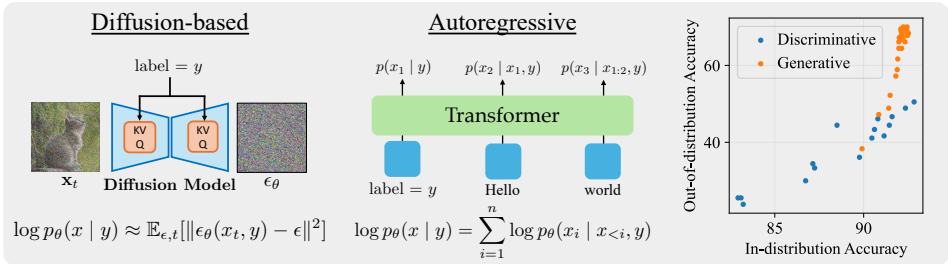 Diffusion-based
label = y
KV
Q
KV
Q
x_t
Diffusion Model
ϵ_θ
log p_θ(x | y) ≈ 𝔼_{ϵ,t}[‖ϵ_θ(x_t, y) − ϵ‖²]
Autoregressive
p(x_1 | y)
p(x_2 | x_1, y)
p(x_3 | x_{1:2}, y)
Transformer
label = y
Hello
world
log p_θ(x | y) = ∑_{i=1}^{n} log p_θ(x_i | x_{<i}, y)
Out-of-distribution Accuracy
Discriminative
Generative
60
40
85
90
In-distribution Accuracy